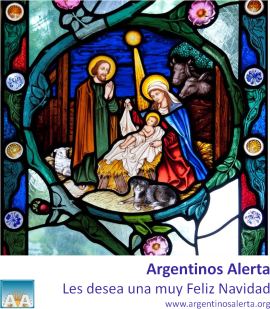 Argentinos Alerta
Les desea una muy Feliz Navidad
www.argentinosalerta.org